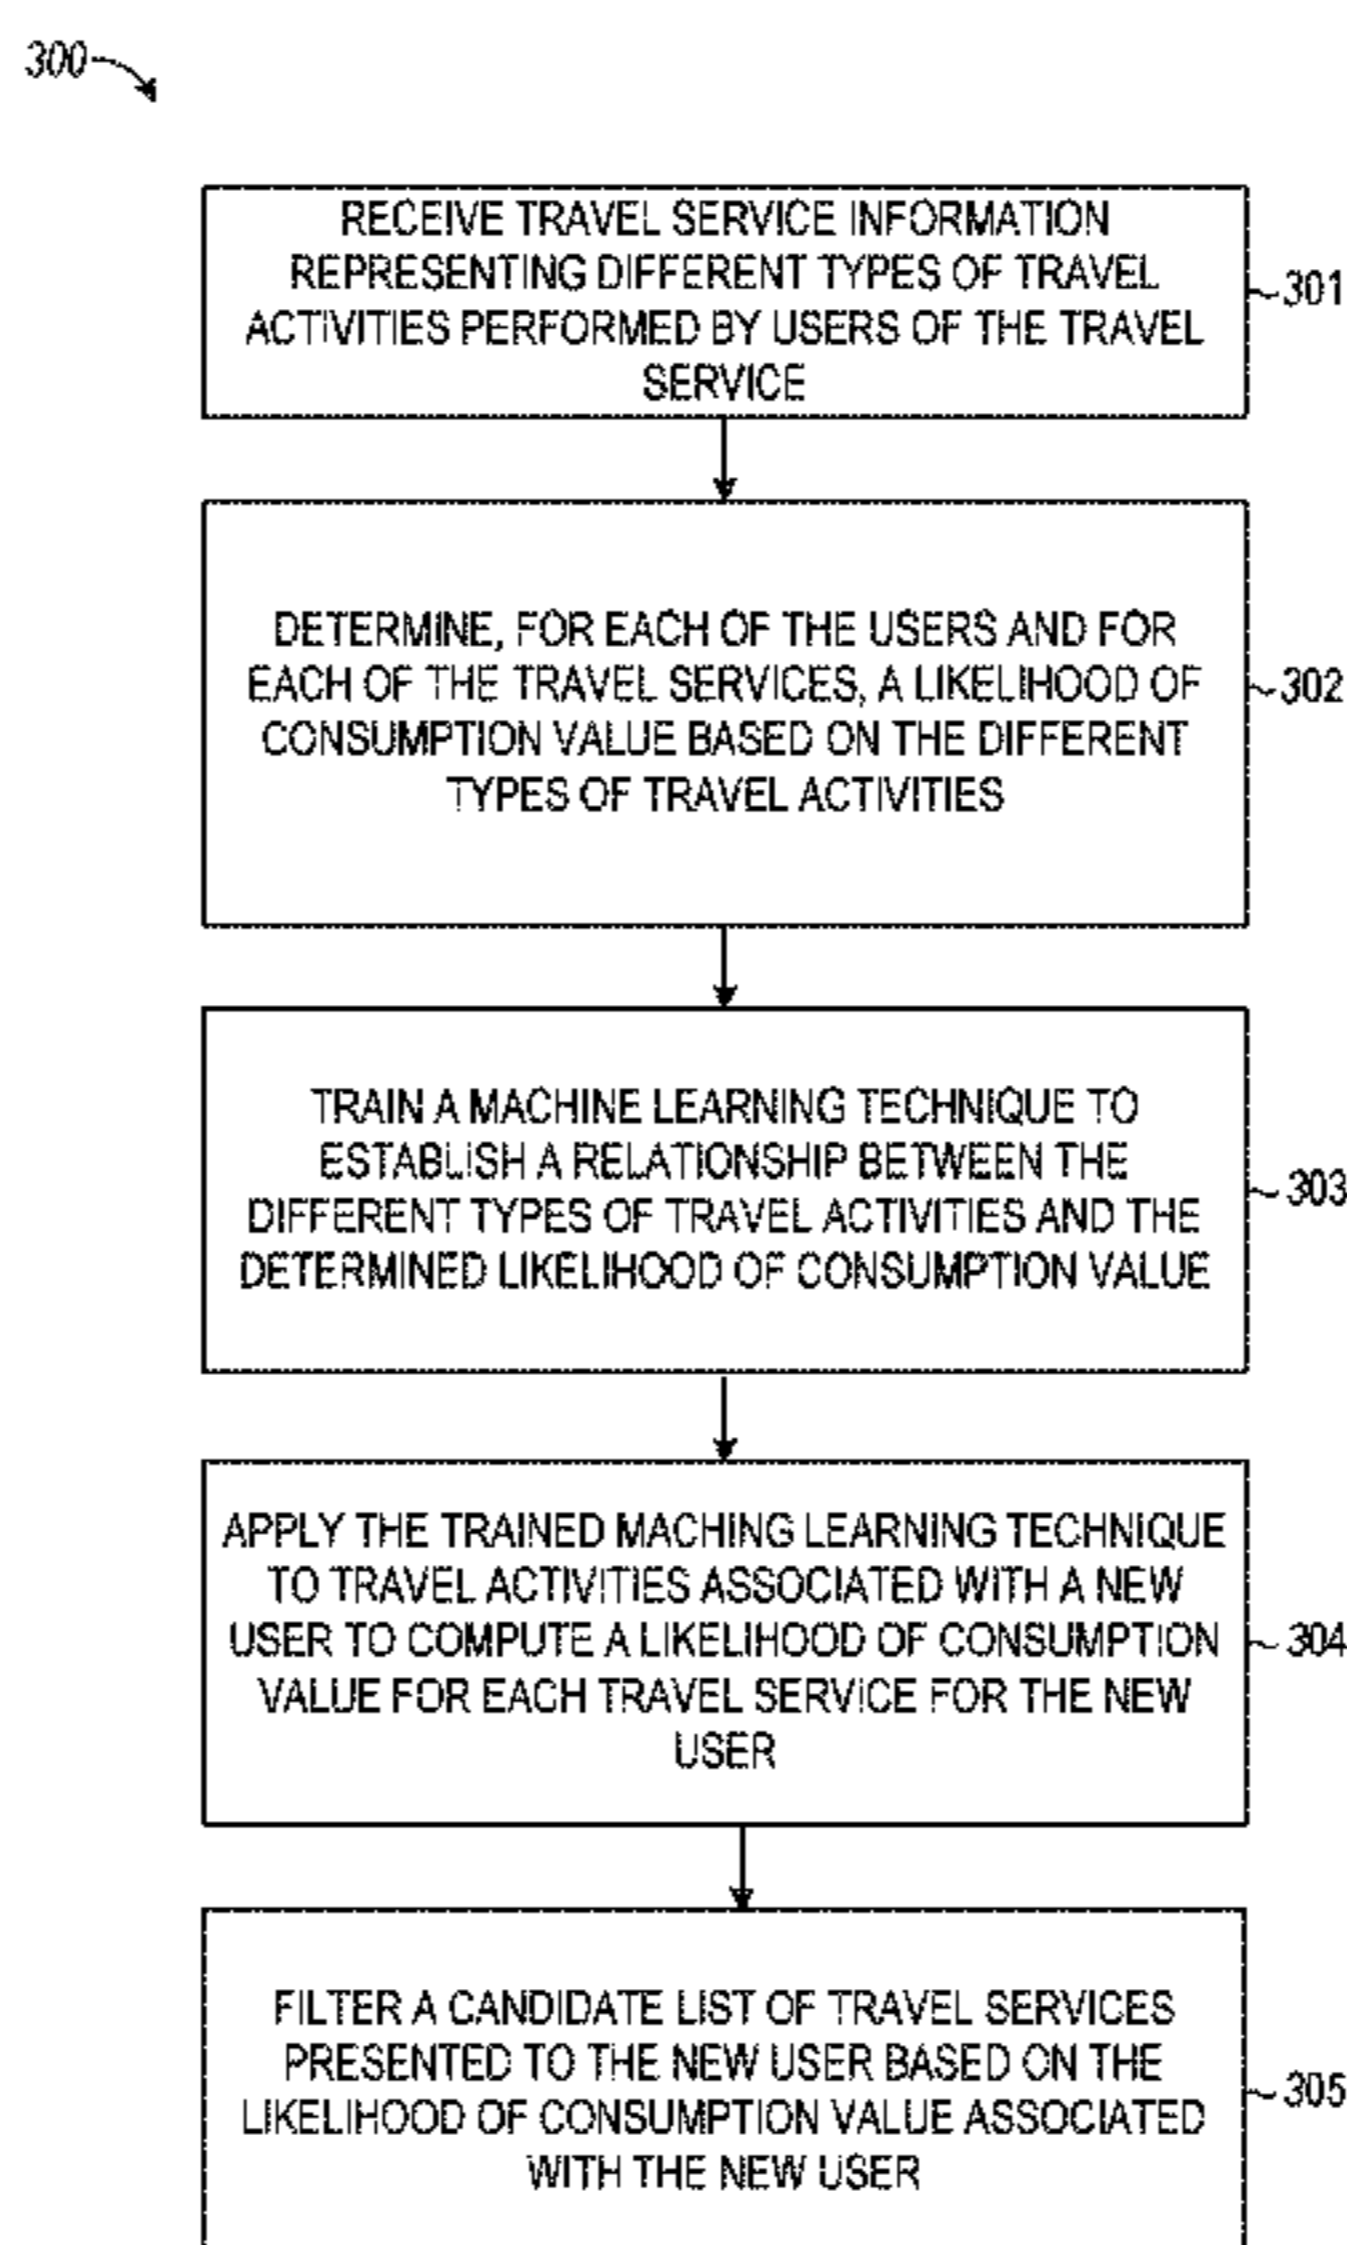 300
RECEIVE TRAVEL SERVICE INFORMATION
REPRESENTING DIFFERENT TYPES OF TRAVEL
ACTIVITIES PERFORMED BY USERS OF THE TRAVEL
SERVICE
301
DETERMINE, FOR EACH OF THE USERS AND FOR
EACH OF THE TRAVEL SERVICES, A LIKELIHOOD OF
CONSUMPTION VALUE BASED ON THE DIFFERENT
TYPES OF TRAVEL ACTIVITIES
302
TRAIN A MACHINE LEARNING TECHNIQUE TO
ESTABLISH A RELATIONSHIP BETWEEN THE
DIFFERENT TYPES OF TRAVEL ACTIVITIES AND THE
DETERMINED LIKELIHOOD OF CONSUMPTION VALUE
303
APPLY THE TRAINED MACHING LEARNING TECHNIQUE
TO TRAVEL ACTIVITIES ASSOCIATED WITH A NEW
USER TO COMPUTE A LIKELIHOOD OF CONSUMPTION
VALUE FOR EACH TRAVEL SERVICE FOR THE NEW
USER
304
FILTER A CANDIDATE LIST OF TRAVEL SERVICES
PRESENTED TO THE NEW USER BASED ON THE
LIKELIHOOD OF CONSUMPTION VALUE ASSOCIATED
WITH THE NEW USER
305